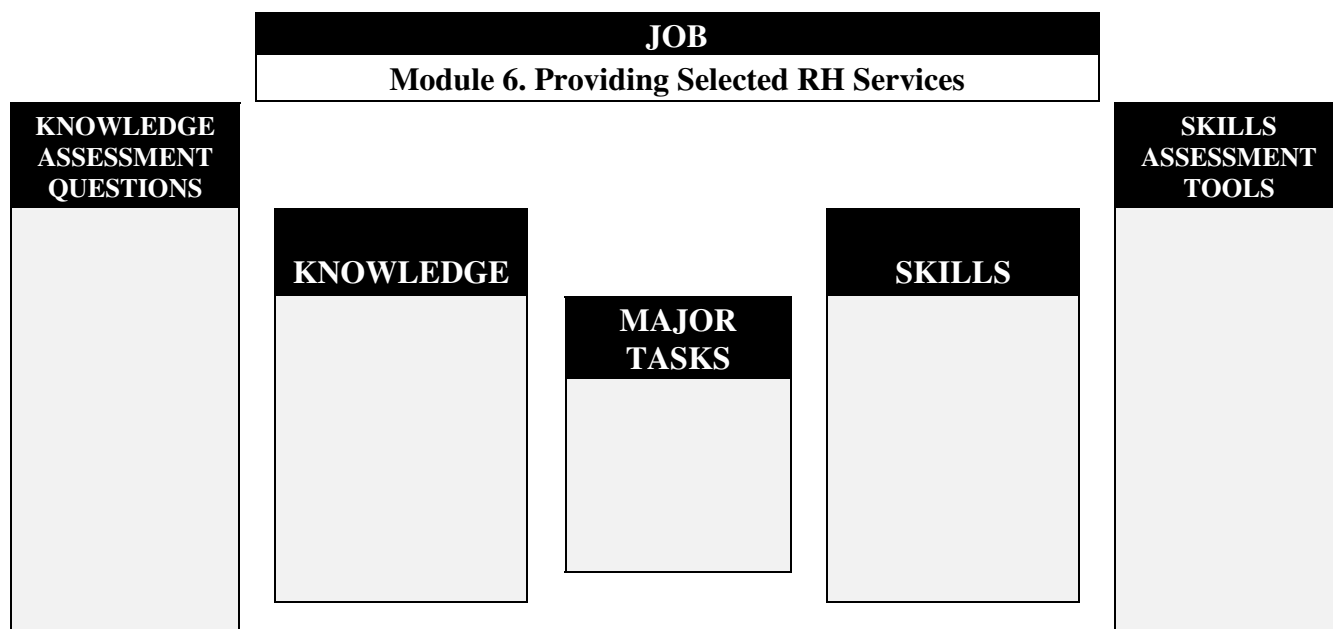 JOB
Module 6. Providing Selected RH Services
KNOWLEDGE
ASSESSMENT
QUESTIONS
KNOWLEDGE
MAJOR
TASKS
SKILLS
SKILLS
ASSESSMENT
TOOLS